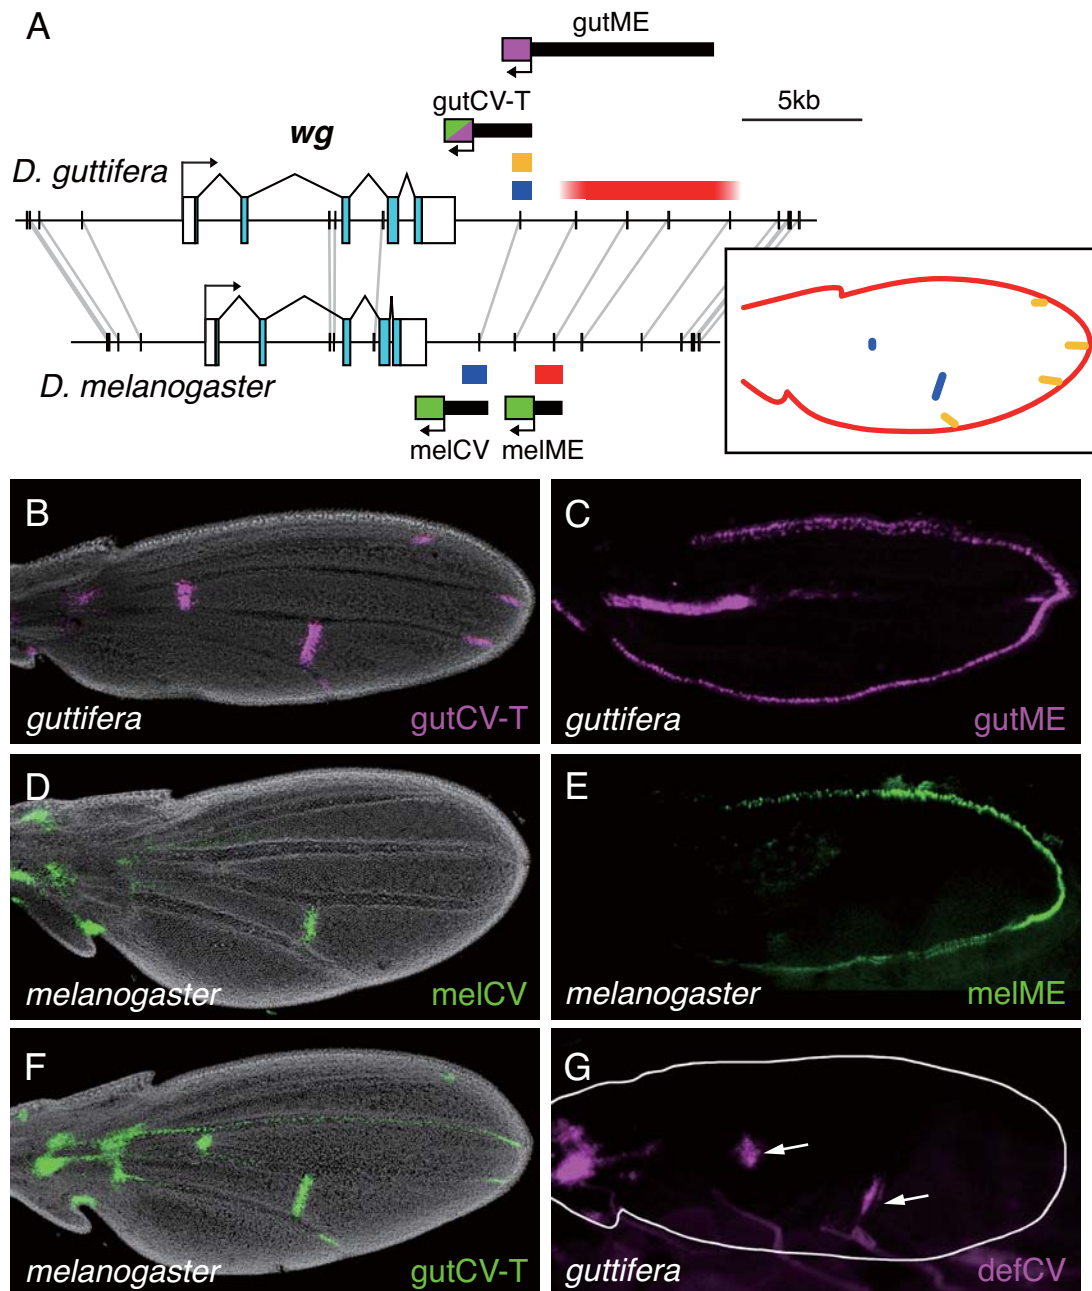 A
gutME
gutCV-T
5kb
wg
D. guttifera
D. melanogaster
melCV
melME
B
guttifera
gutCV-T
C
guttifera
gutME
D
melanogaster
melCV
E
melanogaster
melME
F
melanogaster
gutCV-T
G
guttifera
defCV